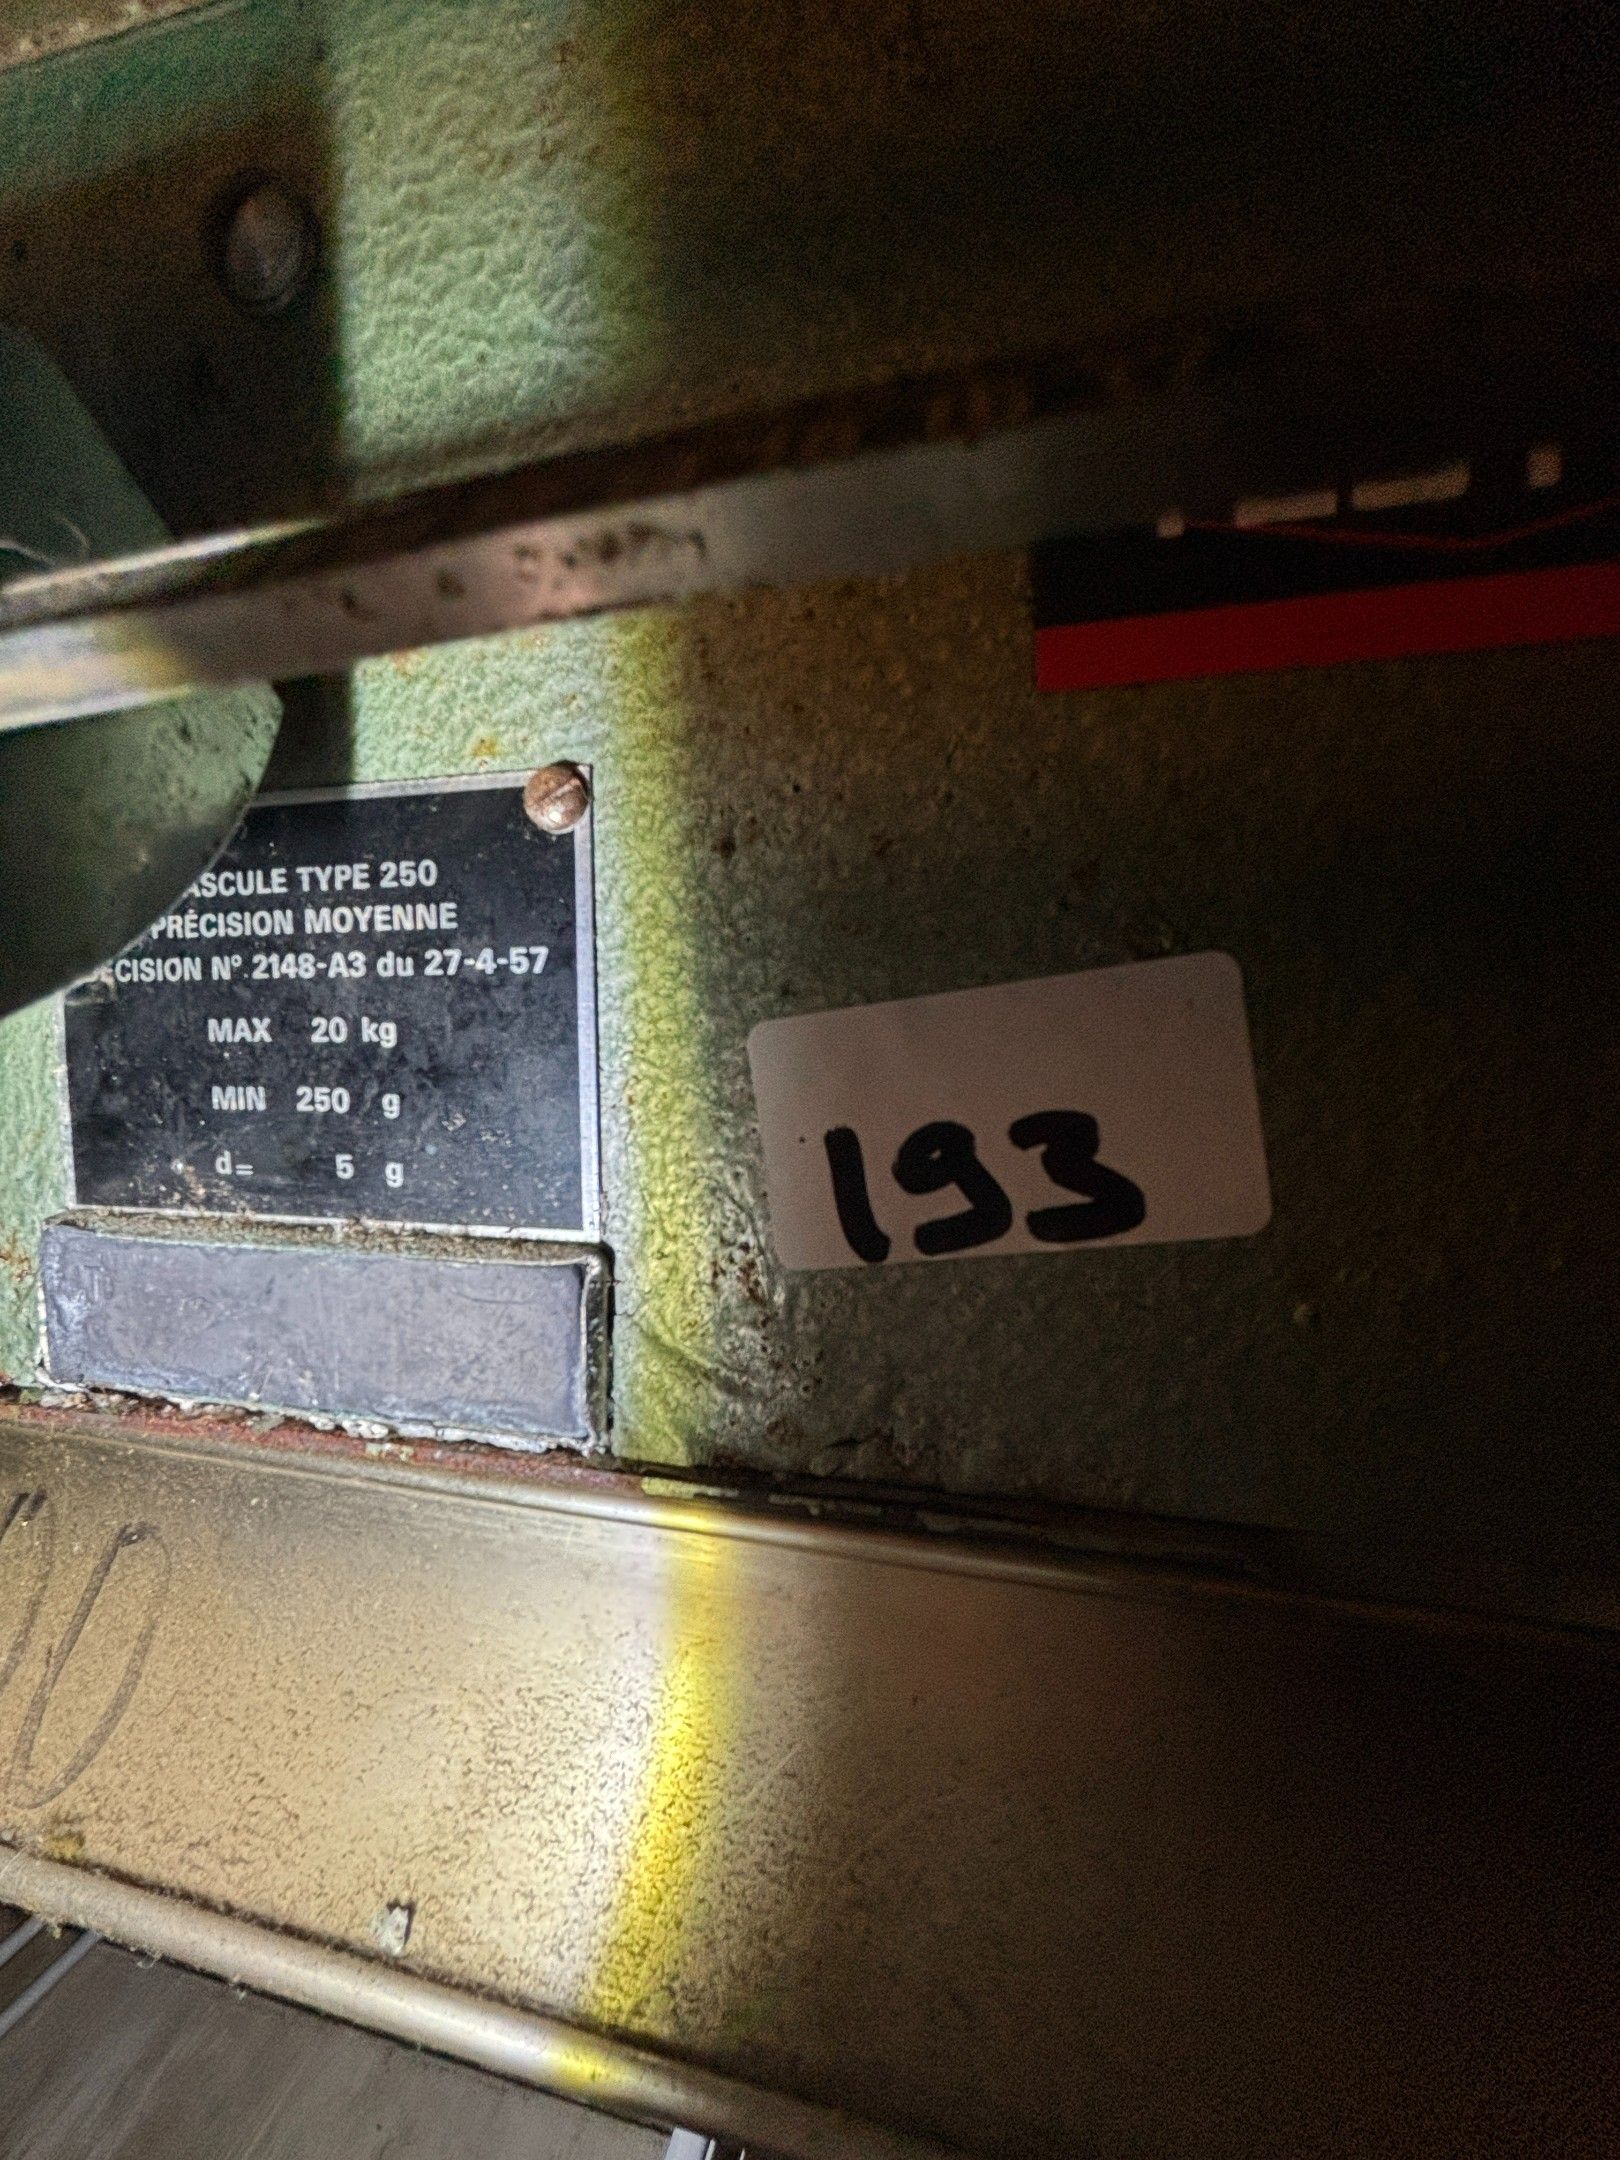 ASCULE TYPE 250
PRÉCISION MOYENNE
ÉCISION Nº 2148-A3 du 27-4-57
MAX 20 kg
MIN 250 g
d= 5 g
193